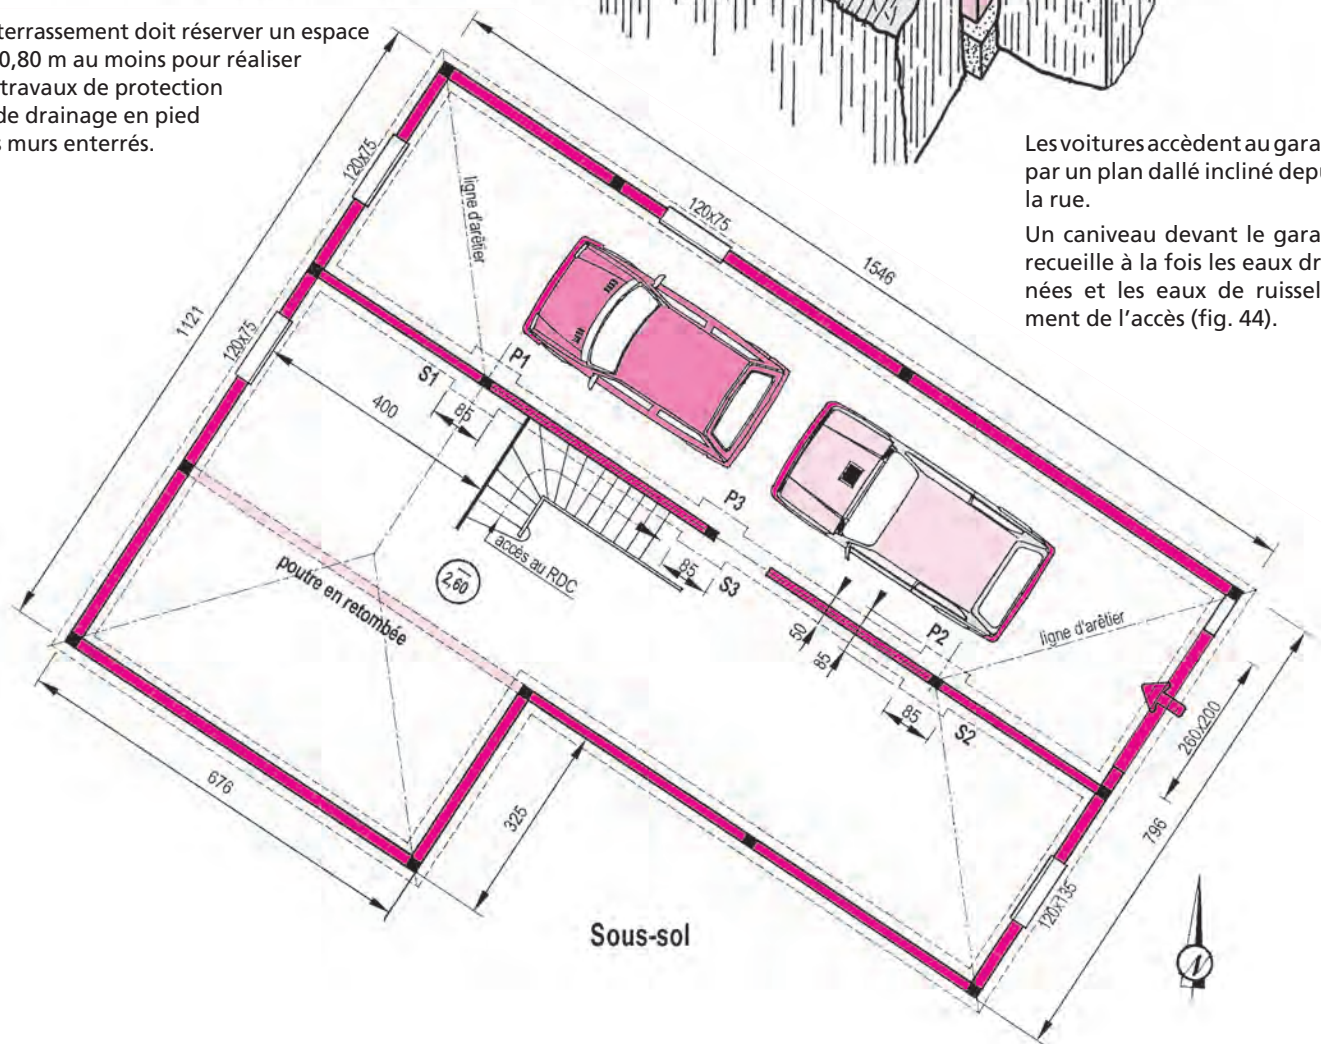 terrassement doit réserver un espace
0,80 m au moins pour réaliser
travaux de protection
de drainage en pied
s murs enterrés.
Les voitures accèdent au gara
par un plan dallé incliné depu
la rue.
Un caniveau devant le gara
recueille à la fois les eaux dr
nées et les eaux de ruissel
ment de l'accès (fig. 44).
120x75
ligne d'arêtier
120x75
1546
1121
120x75
S1
P1
400
85
P3
accès au RDC
85
S3
2,60
poutre en retombée
50
85
P2
ligne d'arêtier
85
S2
260x200
676
325
796
120x135
Sous-sol
N